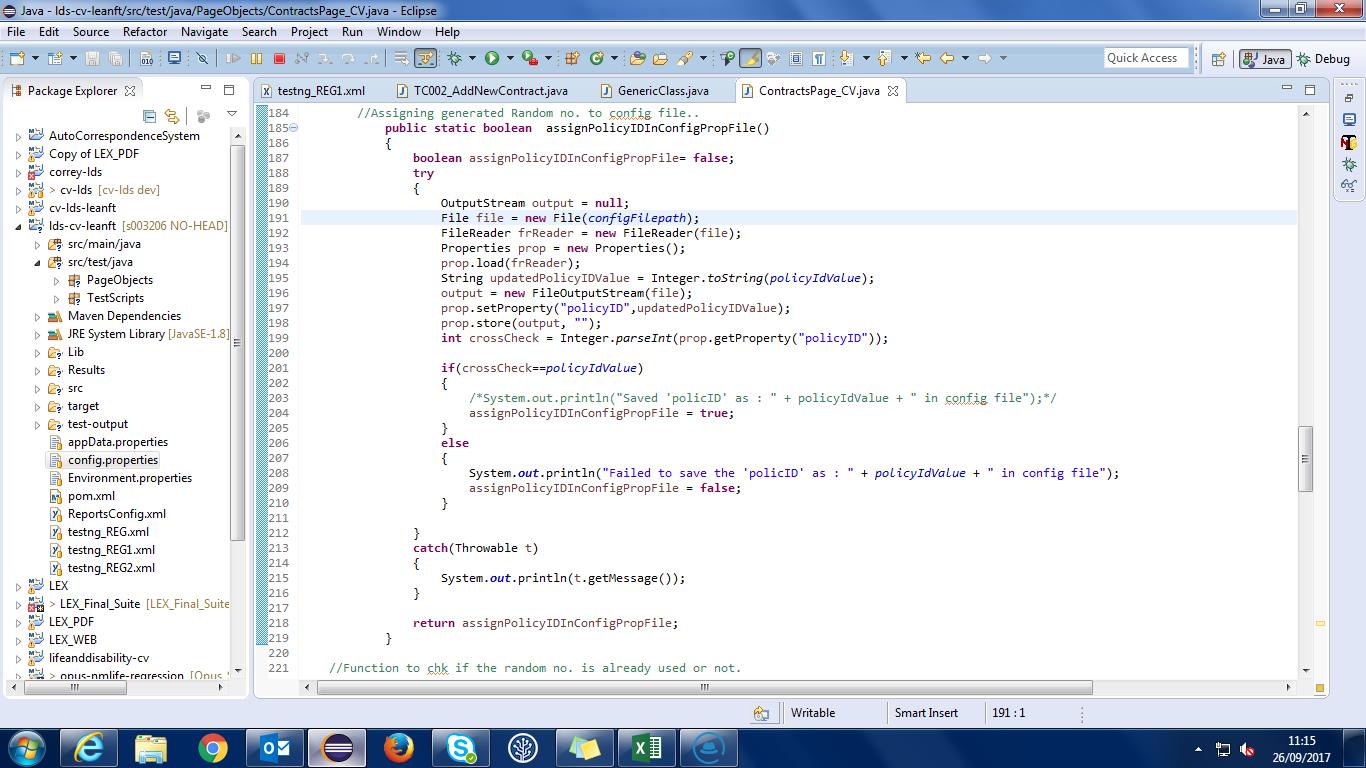 Java - lds-cv-leanft/src/test/java/PageObjects/ContractsPage_CV.java - Eclipse
File Edit Source Refactor Navigate Search Project Run Window Help
Quick Access
Java
Debug
Package Explorer
testng_REG1.xml
TC002_AddNewContract.java
GenericClass.java
ContractsPage_CV.java
AutoCorrespondenceSystem
Copy of LEX_PDF
correy-lds
> cv-lds [cv-lds dev]
cv-lds-leanft
lds-cv-leanft [s003206 NO-HEAD]
src/main/java
src/test/java
PageObjects
TestScripts
Maven Dependencies
JRE System Library [JavaSE-1.8]
Lib
Results
src
target
test-output
appData.properties
config.properties
Environment.properties
pom.xml
ReportsConfig.xml
testng_REG.xml
testng_REG1.xml
testng_REG2.xml
LEX
> LEX_Final_Suite [LEX_Final_Suite
LEX_PDF
LEX_WEB
lifeanddisability-cv
> opus-nmlife-regression [Opus_
184 //Assigning generated Random no. to config file..
185 public static boolean assignPolicyIDInConfigPropFile()
186 {
187 boolean assignPolicyIDInConfigPropFile= false;
188 try
189 {
190 OutputStream output = null;
191 File file = new File(configFilepath);
192 FileReader frReader = new FileReader(file);
193 Properties prop = new Properties();
194 prop.load(frReader);
195 String updatedPolicyIDValue = Integer.toString(policyIdValue);
196 output = new FileOutputStream(file);
197 prop.setProperty("policyID",updatedPolicyIDValue);
198 prop.store(output, "");
199 int crossCheck = Integer.parseInt(prop.getProperty("policyID"));
200
201 if(crossCheck==policyIdValue)
202 {
203 /*System.out.println("Saved 'policID' as : " + policyIdValue + " in config file");*/
204 assignPolicyIDInConfigPropFile = true;
205 }
206 else
207 {
208 System.out.println("Failed to save the 'policID' as : " + policyIdValue + " in config file");
209 assignPolicyIDInConfigPropFile = false;
210 }
211
212 }
213 catch(Throwable t)
214 {
215 System.out.println(t.getMessage());
216 }
217
218 return assignPolicyIDInConfigPropFile;
219 }
220
221 //Function to chk if the random no. is already used or not.
Writable
Smart Insert
191 : 1
11:15
26/09/2017